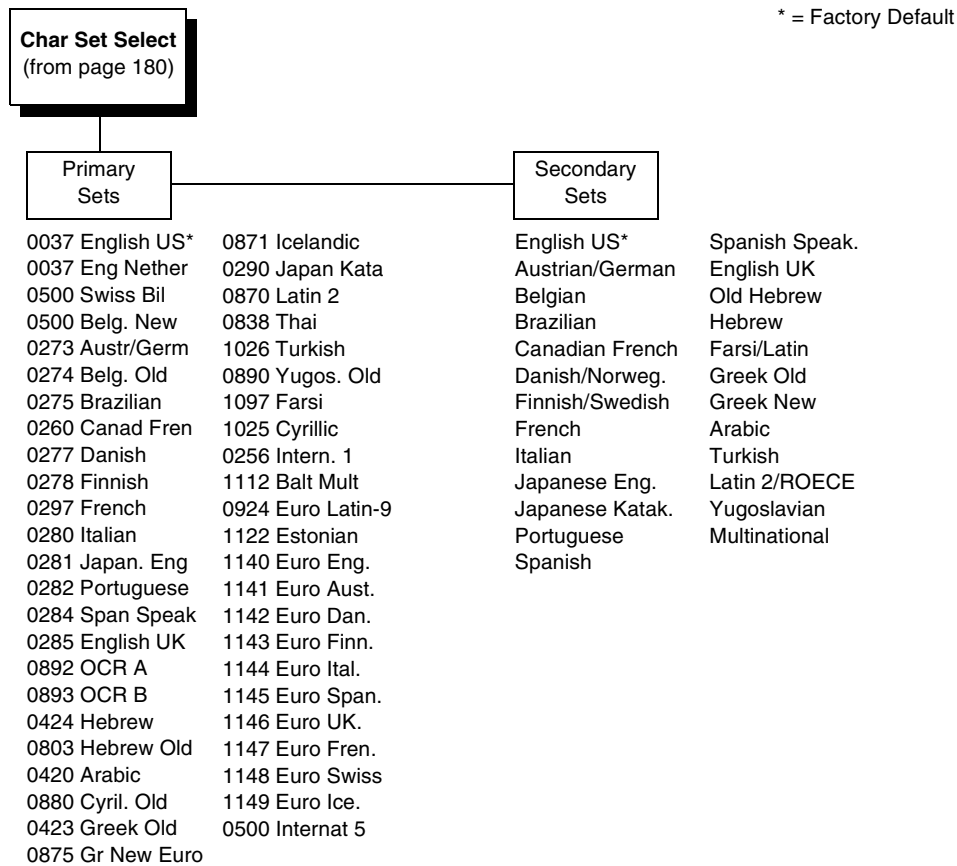 * = Factory Default
Char Set Select
(from page 180)
Primary
Sets
0037 English US*
0037 Eng Nether
0500 Swiss Bil
0500 Belg. New
0273 Austr/Germ
0274 Belg. Old
0275 Brazilian
0260 Canad Fren
0277 Danish
0278 Finnish
0297 French
0280 Italian
0281 Japan. Eng
0282 Portuguese
0284 Span Speak
0285 English UK
0892 OCR A
0893 OCR B
0424 Hebrew
0803 Hebrew Old
0420 Arabic
0880 Cyril. Old
0423 Greek Old
0875 Gr New Euro
0871 Icelandic
0290 Japan Kata
0870 Latin 2
0838 Thai
1026 Turkish
0890 Yugos. Old
1097 Farsi
1025 Cyrillic
0256 Intern. 1
1112 Balt Mult
0924 Euro Latin-9
1122 Estonian
1140 Euro Eng.
1141 Euro Aust.
1142 Euro Dan.
1143 Euro Finn.
1144 Euro Ital.
1145 Euro Span.
1146 Euro UK.
1147 Euro Fren.
1148 Euro Swiss
1149 Euro Ice.
0500 Internat 5
Secondary
Sets
English US*
Austrian/German
Belgian
Brazilian
Canadian French
Danish/Norweg.
Finnish/Swedish
French
Italian
Japanese Eng.
Japanese Katak.
Portuguese
Spanish
Spanish Speak.
English UK
Old Hebrew
Hebrew
Farsi/Latin
Greek Old
Greek New
Arabic
Turkish
Latin 2/ROECE
Yugoslavian
Multinational